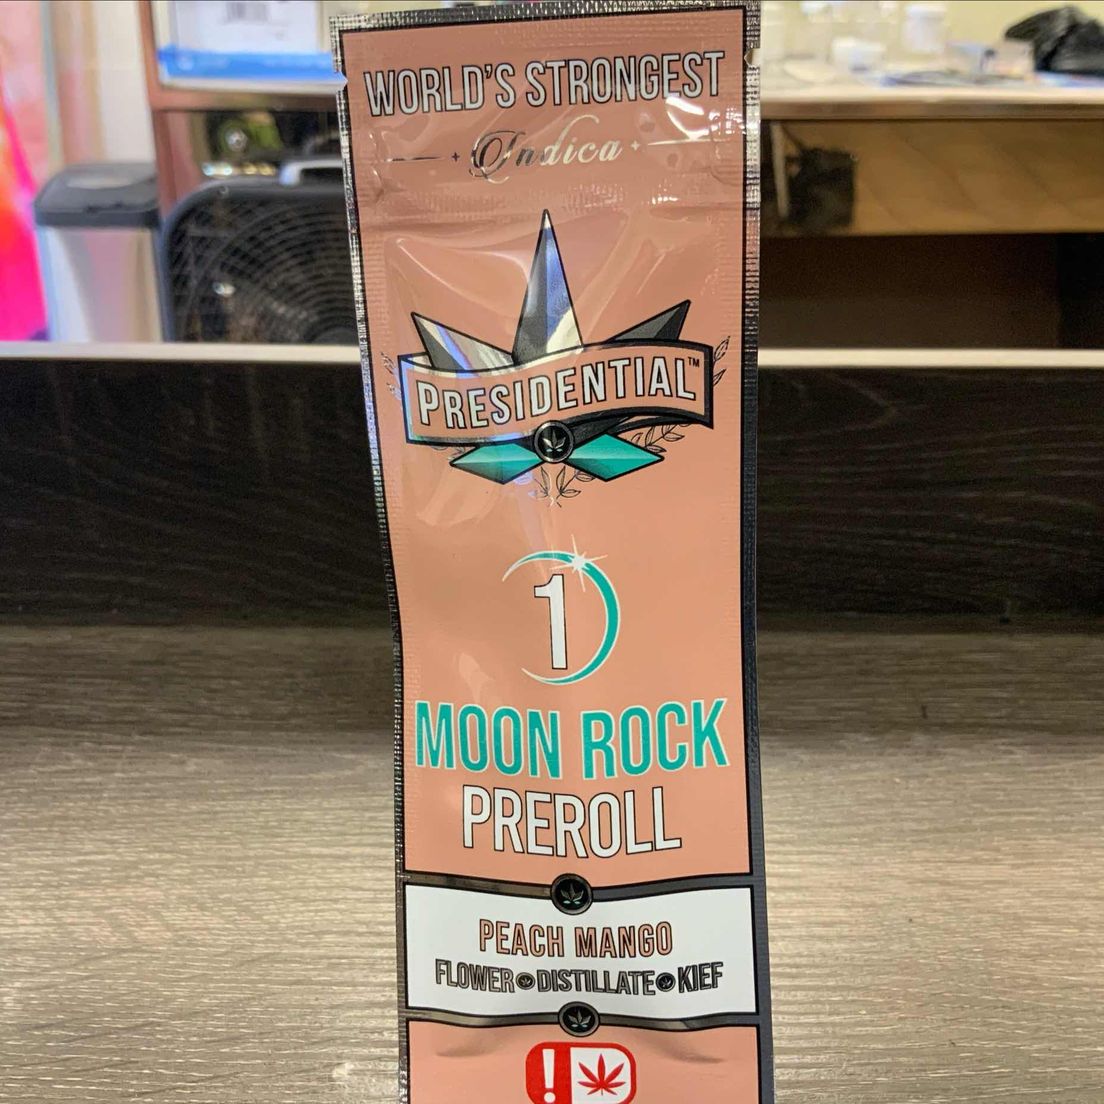 WORLD'S STRONGEST
Indica
PRESIDENTIAL™
1
MOON ROCK
PREROLL
PEACH MANGO
FLOWER DISTILLATE KIEF
!